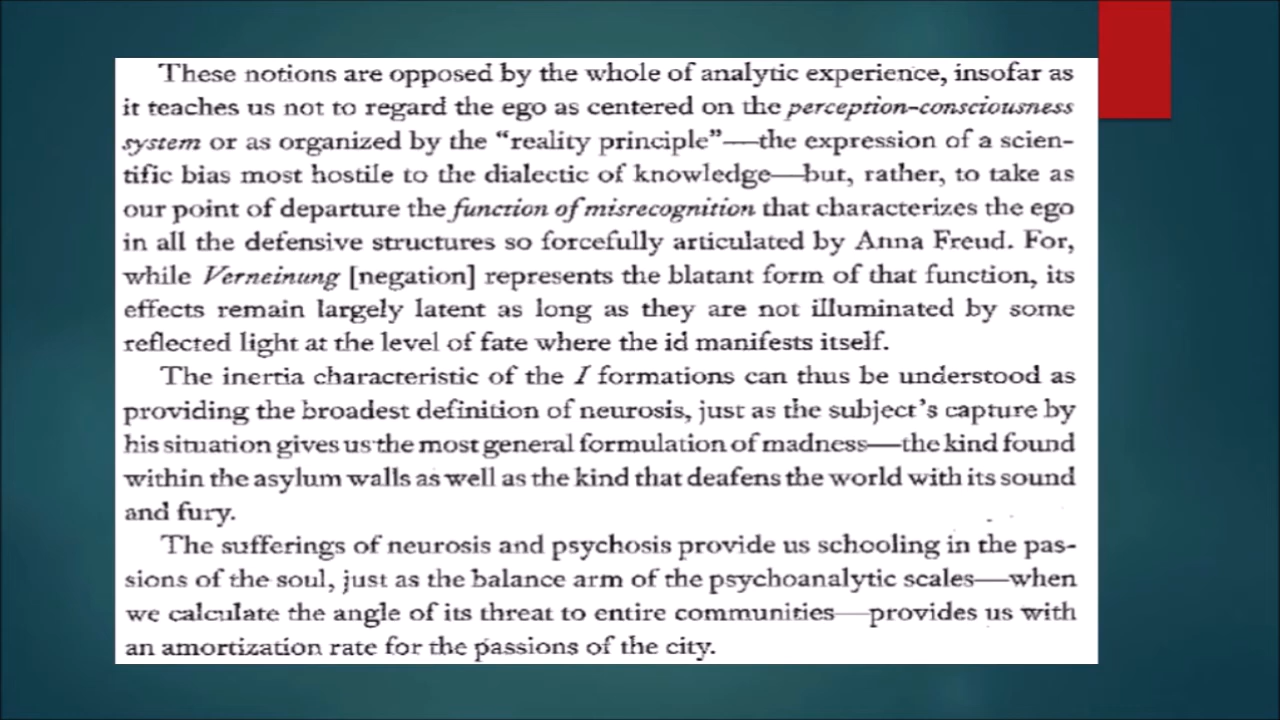 These notions are opposed by the whole of analytic experience, insofar as
it teaches us not to regard the ego as centered on the perception-consciousness
system or as organized by the “reality principle”—the expression of a scien-
tific bias most hostile to the dialectic of knowledge—but, rather, to take as
our point of departure the function of misrecognition that characterizes the ego
in all the defensive structures so forcefully articulated by Anna Freud. For,
while Verneinung [negation] represents the blatant form of that function, its
effects remain largely latent as long as they are not illuminated by some
reflected light at the level of fate where the id manifests itself.
The inertia characteristic of the I formations can thus be understood as
providing the broadest definition of neurosis, just as the subject’s capture by
his situation gives us the most general formulation of madness—the kind found
within the asylum walls as well as the kind that deafens the world with its sound
and fury.
The sufferings of neurosis and psychosis provide us schooling in the pas-
sions of the soul, just as the balance arm of the psychoanalytic scales—when
we calculate the angle of its threat to entire communities—provides us with
an amortization rate for the passions of the city.